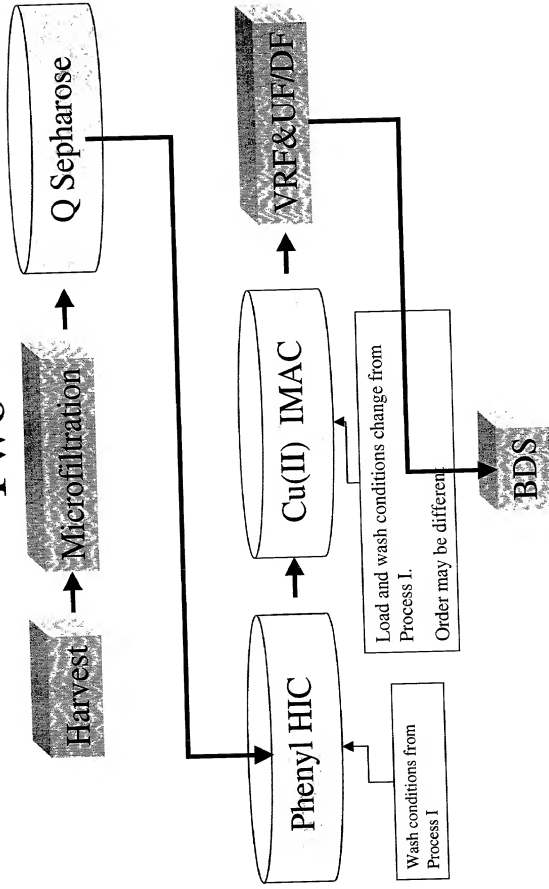 Harvest
Microfiltration
Q Sepharose
Phenyl HIC
Cu(II) IMAC
VRF&UF/DF
Wash conditions from
Process I
Load and wash conditions change from
Process I.
Order may be different
BDS